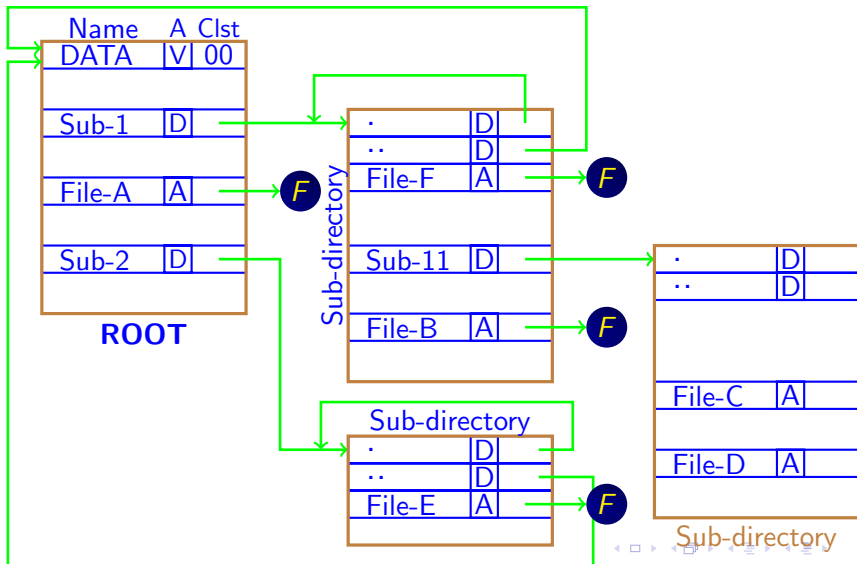 Name A Clst
DATA V 00
Sub-1 D
File-A A F
Sub-2 D
ROOT
Sub-directory
. D
.. D
File-F A F
Sub-11 D
File-B A F
Sub-directory
. D
.. D
File-E A F
. D
.. D
File-C A
File-D A
Sub-directory